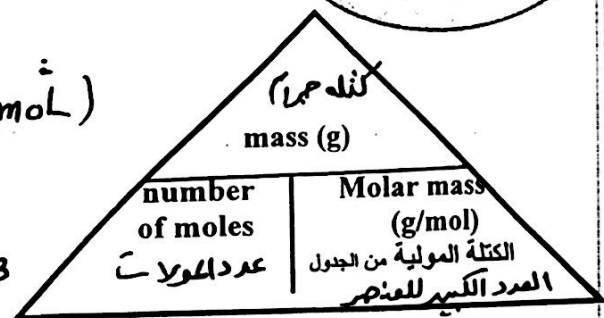 كتلة جرام
mass (g)
moL)
number
of moles
عدد المولات
Molar mass
(g/mol)
الكتلة المولية من الجدول
العدد الكبير للعنصر
3